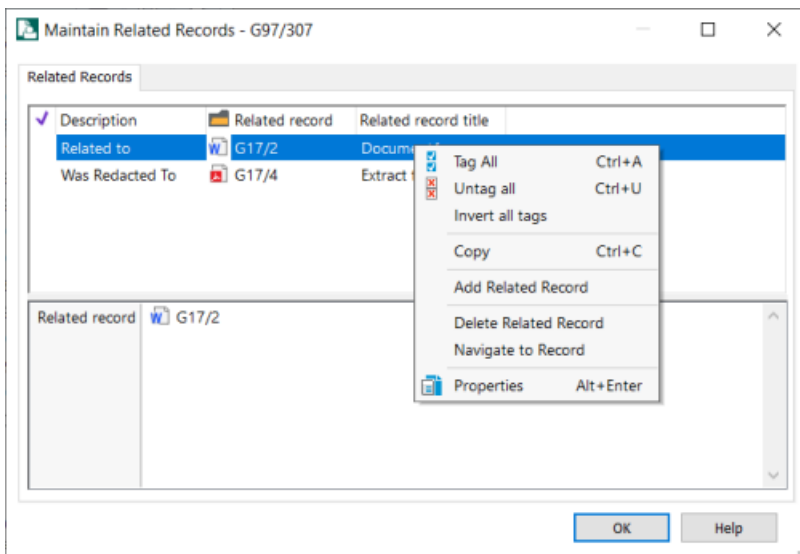 Maintain Related Records - G97/307
Related Records
Description Related record Related record title
Related to G17/2
Was Redacted To G17/4 Extract
Tag All Ctrl+A
Untag all Ctrl+U
Invert all tags
Copy Ctrl+C
Add Related Record
Delete Related Record
Navigate to Record
Properties Alt+Enter
Related record G17/2
OK Help